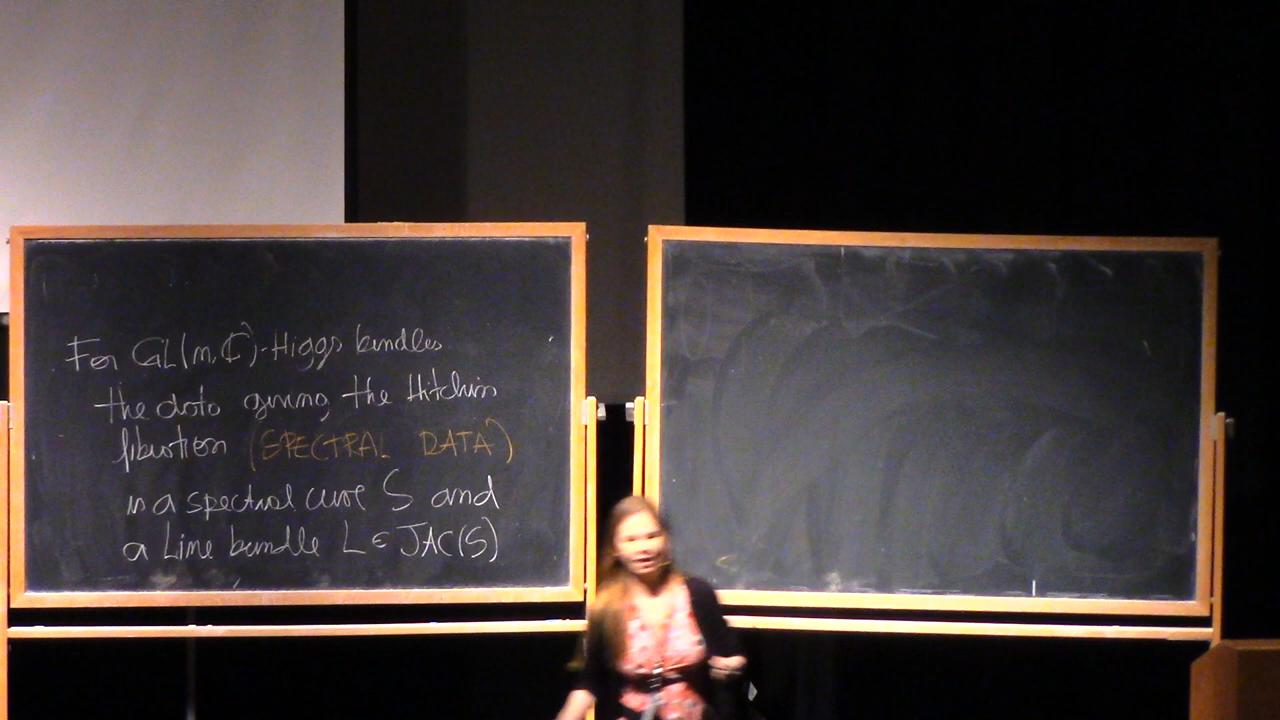 For GL(n,ℂ)-Higgs bundles
the data giving the Hitchin
fibration (SPECTRAL DATA)
is a spectral curve S and
a Line bundle L ∈ JAC(S)